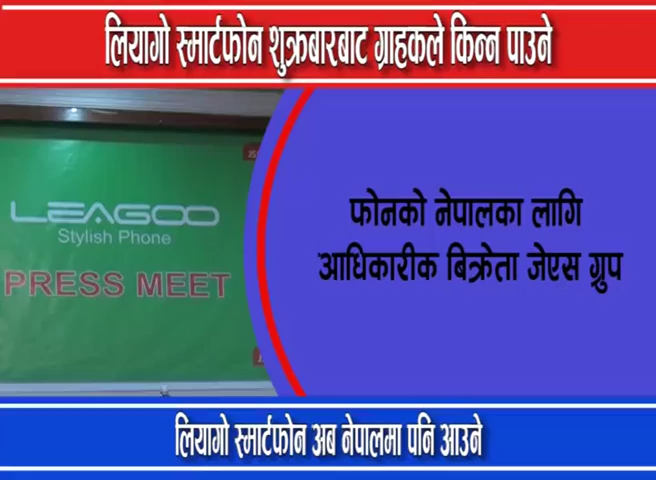 लियागो स्मार्टफोन शुक्रबारबाट ग्राहकले किन्न पाउने
LEAGOO
Stylish Phone
PRESS MEET
फोनको नेपालका लागि
आधिकारीक बिक्रेता जेएस ग्रुप
लियागो स्मार्टफोन अब नेपालमा पनि आउने